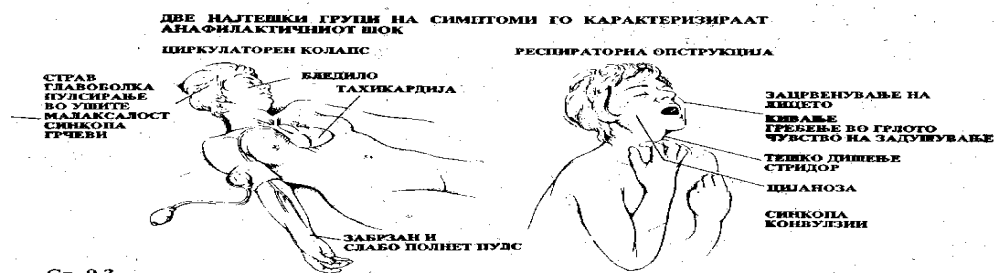 ДВЕ НАЈТЕШКИ ГРУПИ НА СИМПТОМИ ГО КАРАКТЕРИЗИРААТ
АНАФИЛАКТИЧНИОТ ШОК
ЦИРКУЛАТОРЕН КОЛАПС
СТРАВ
ГЛАВОБОЛКА
ПУЛСИРАЊЕ
ВО УШИТЕ
МАЛАКСАЛОСТ
СИНКОПА
ГРЧЕВИ
БЛЕДИЛО
ТАХИКАРДИЈА
ЗАБРЗАН И
СЛАБО ПОЛНЕТ ПУЛС
РЕСПИРАТОРНА ОПСТРУКЦИЈА
ЗАЦРВЕНУВАЊЕ НА
ЛИЦЕТО
КИВАЊЕ
ГРЕБЕЊЕ ВО ГРЛОТО
ЧУВСТВО НА ЗАДУШУВАЊЕ
ТЕШКО ДИШЕЊЕ
СТРИДОР
ЦИЈАНОЗА
СИНКОПА
КОНВУЛЗИИ